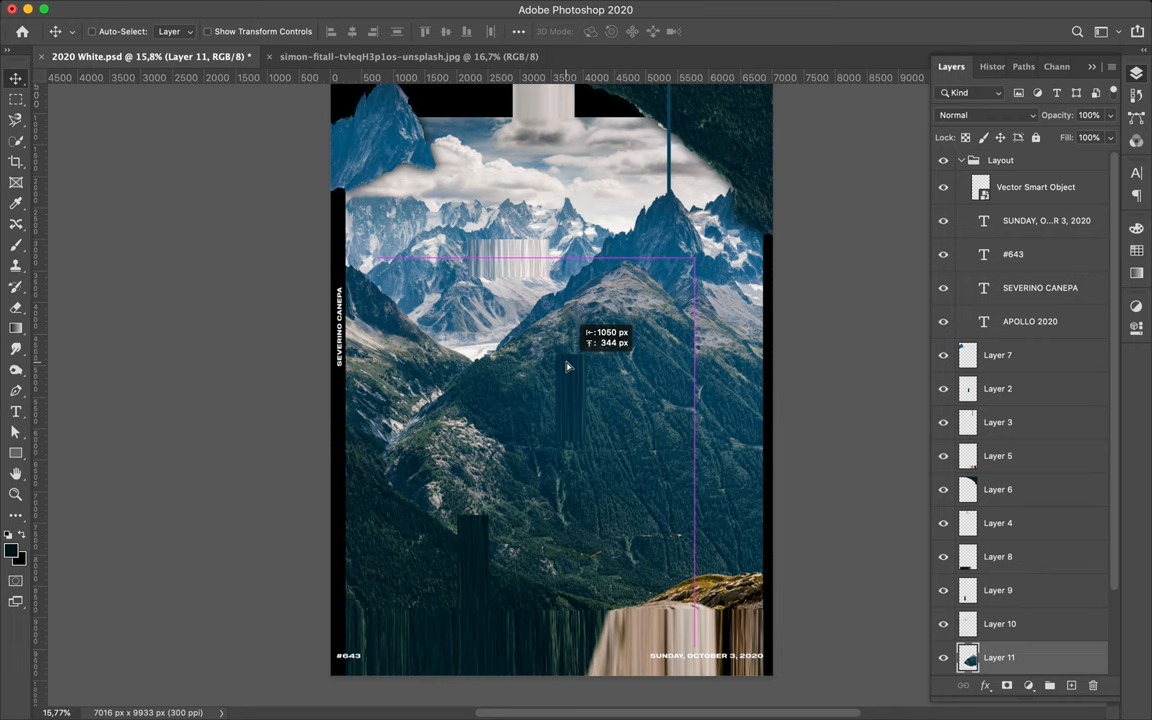 Adobe Photoshop 2020
Auto-Select:
Layer
Show Transform Controls
3D Mode:
2020 White.psd @ 15,8% (Layer 11, RGB/8) *
simon-fitall-tvleqH3p1os-unsplash.jpg @ 16,7% (RGB/8)
4500 4000 3500 3000 2500 2000 1500 1000 500 0 500 1000 1500 2000 2500 3000 3500 4000 4500 5000 5500 6000 6500 7000 7500 8000 8500 9000
Layers
Histor
Paths
Chann
Kind
Normal
Opacity: 100%
Lock:
Fill: 100%
Layout
Vector Smart Object
SUNDAY, O...R 3, 2020
#643
SEVERINO CANEPA
APOLLO 2020
Layer 7
Layer 2
Layer 3
Layer 5
Layer 6
Layer 4
Layer 8
Layer 9
Layer 10
Layer 11
SEVERINO CANEPA
1050 px
344 px
#643
SUNDAY, OCTOBER 3, 2020
15,77%
7016 px x 9933 px (300 ppi)